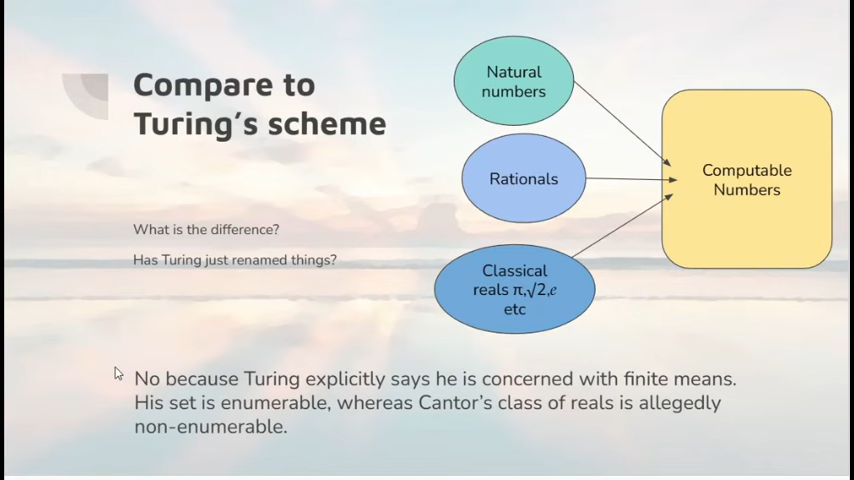 Compare to
Turing's scheme
What is the difference?
Has Turing just renamed things?
Natural
numbers
Rationals
Classical
reals π,√2,e
etc
Computable
Numbers
No because Turing explicitly says he is concerned with finite means.
His set is enumerable, whereas Cantor's class of reals is allegedly
non-enumerable.